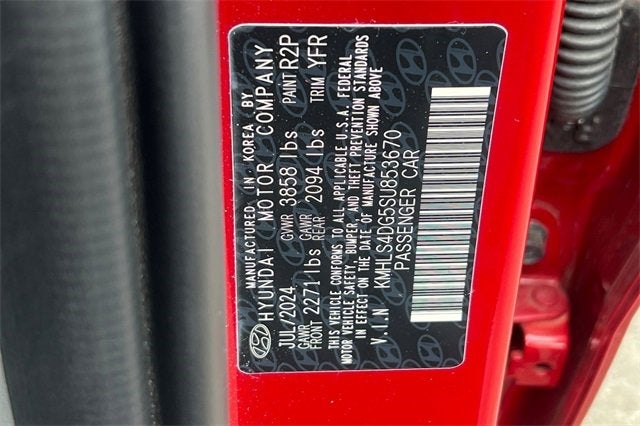 MANUFACTURED IN KOREA BY
HYUNDAI MOTOR COMPANY
JUL/2024 GVWR 3858 lbs PAINT R2P
GAWR FRONT 2271 lbs GAWR REAR 2094 lbs TRIM YFR
THIS VEHICLE CONFORMS TO ALL APPLICABLE U.S.A. FEDERAL
MOTOR VEHICLE SAFETY, BUMPER, AND THEFT PREVENTION STANDARDS
IN EFFECT ON THE DATE OF MANUFACTURE SHOWN ABOVE
V.I.N KMHLS4DG5SU853670
PASSENGER CAR